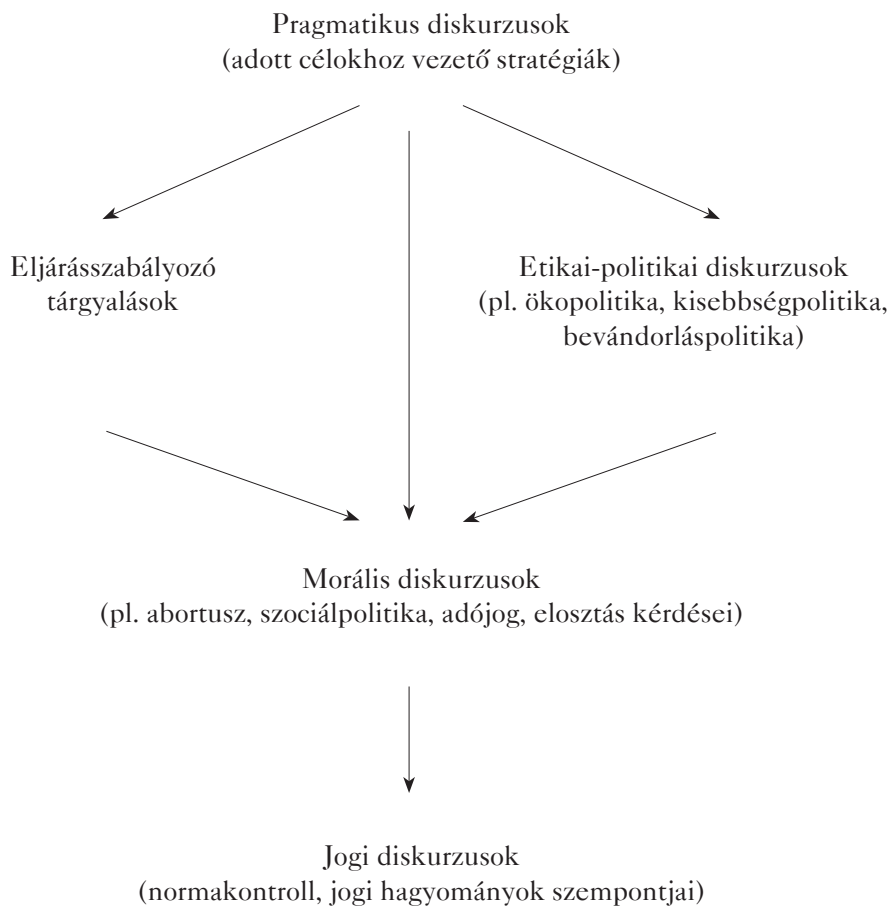 Pragmatikus diskurzusok
(adott célokhoz vezető stratégiák)
Eljárásszabályozó
tárgyalások
Etikai-politikai diskurzusok
(pl. ökopolitika, kisebbségpolitika,
bevándorláspolitika)
Morális diskurzusok
(pl. abortusz, szociálpolitika, adójog, elosztás kérdései)
Jogi diskurzusok
(normakontroll, jogi hagyományok szempontjai)